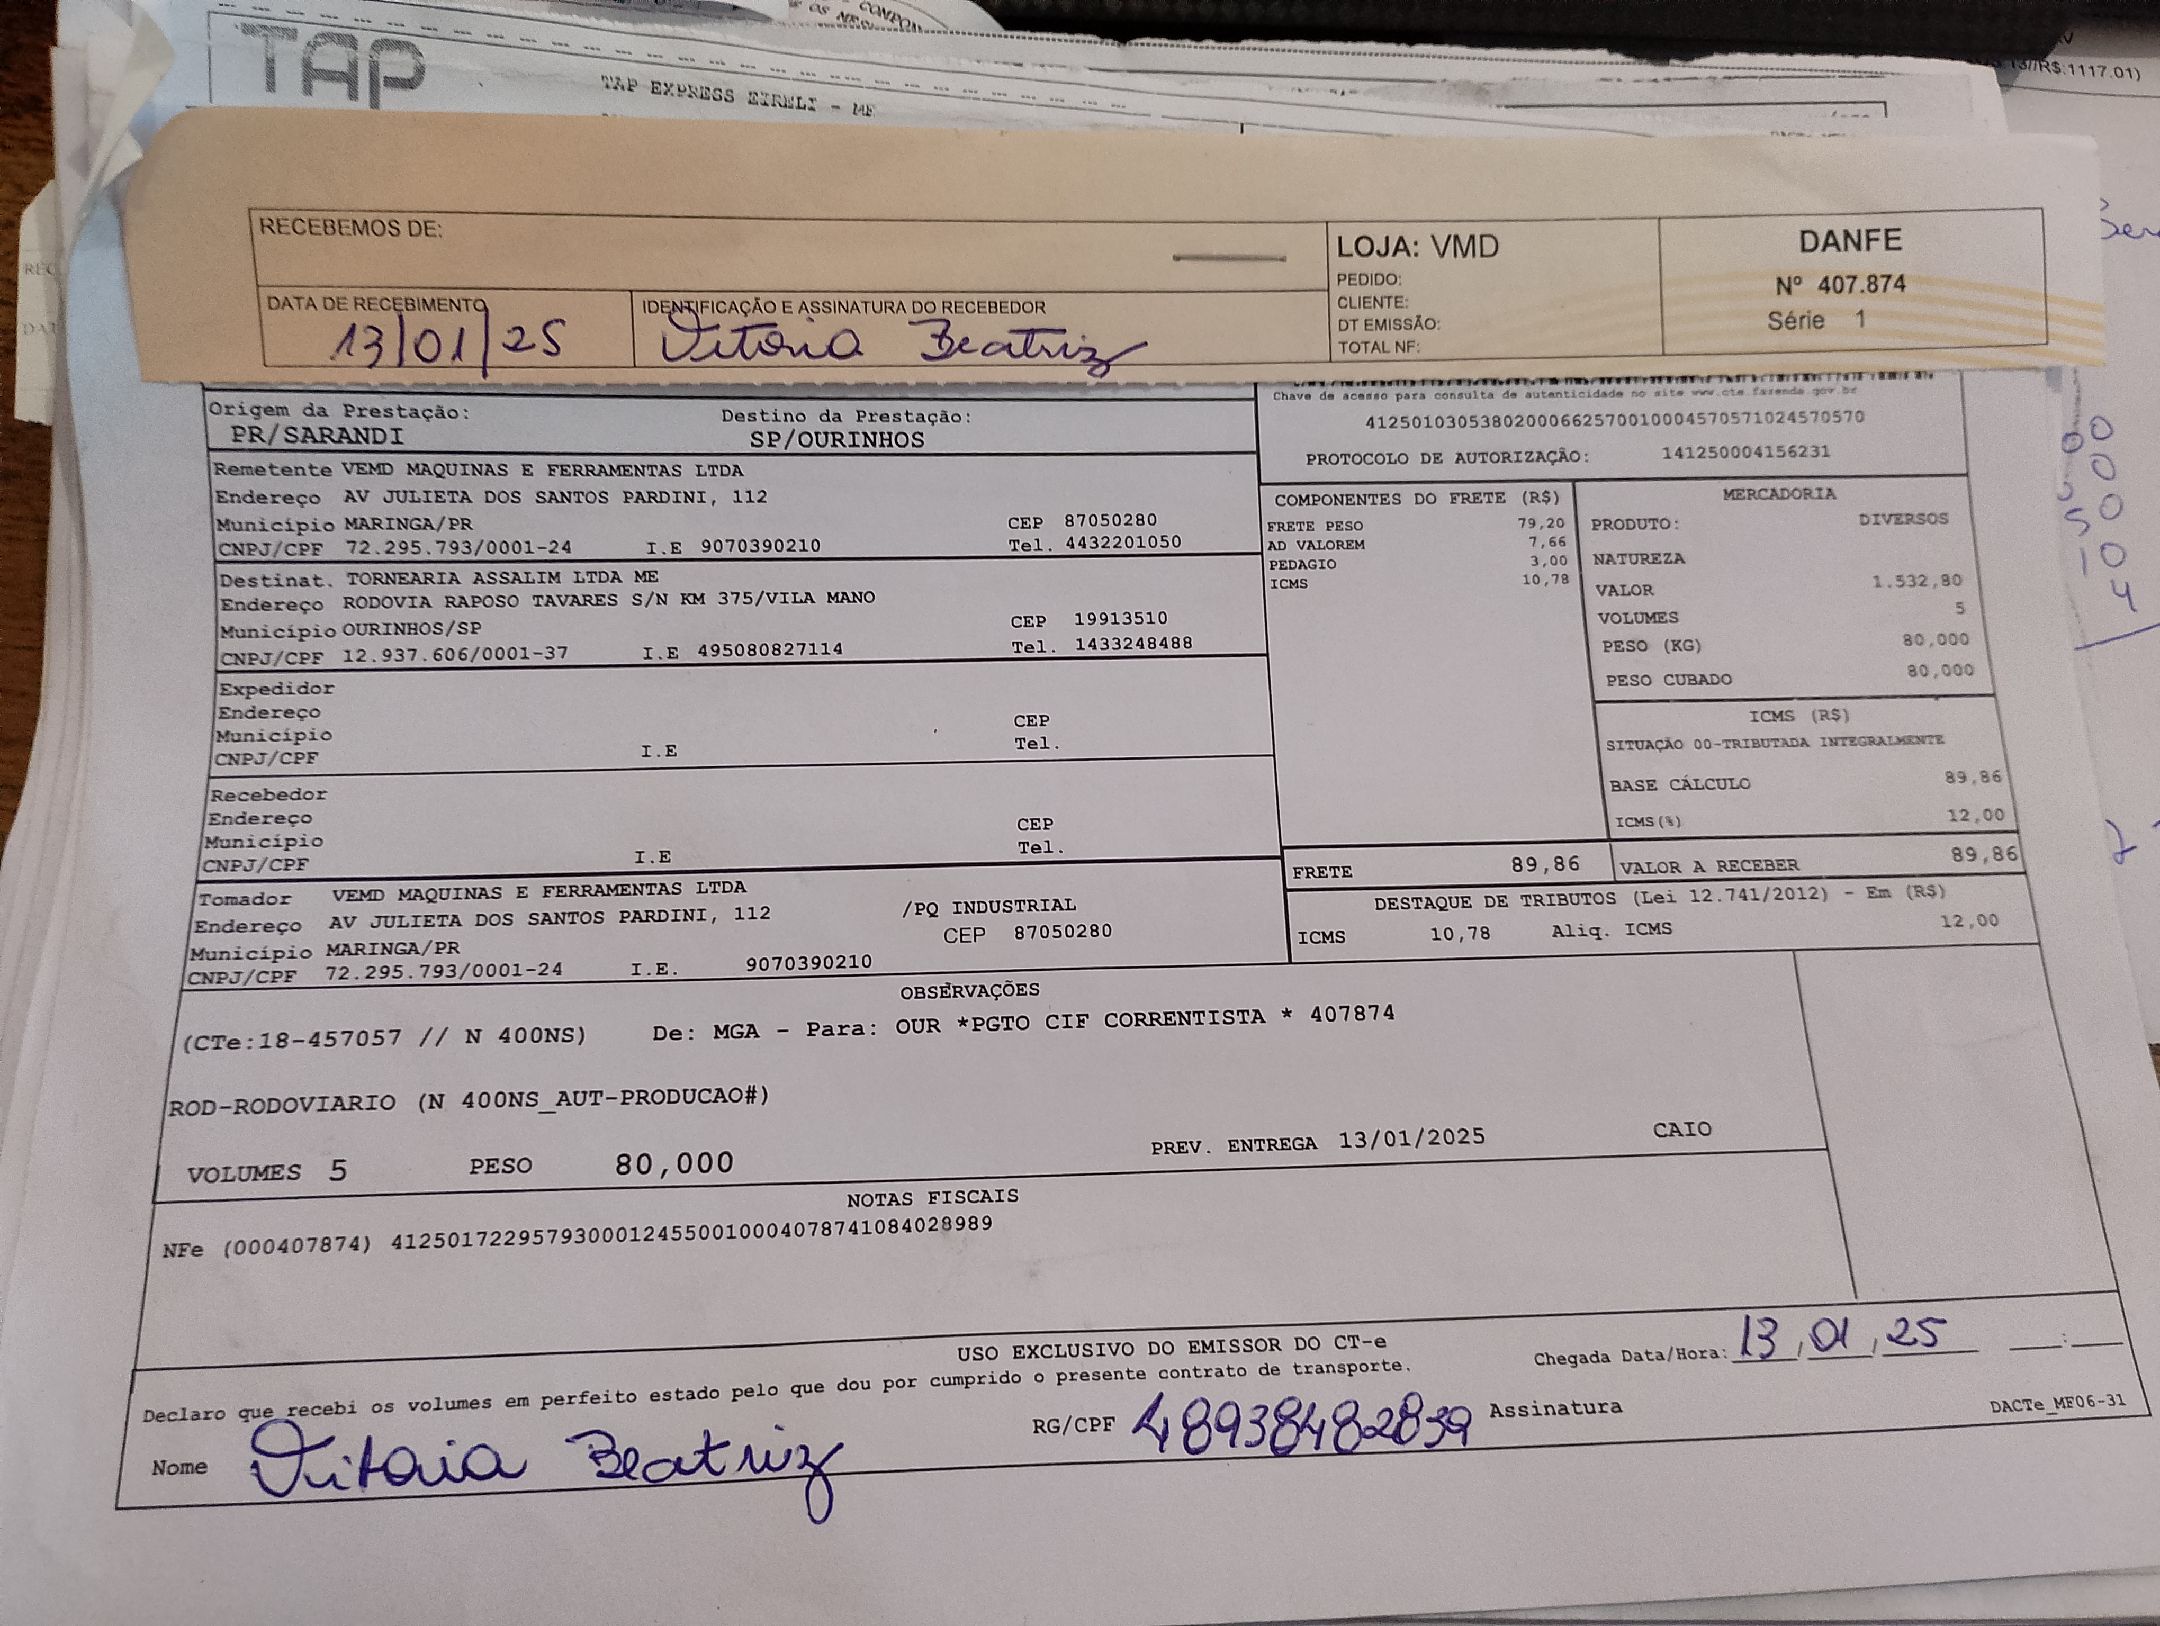 TAP
TAP EXPRESS EIRELI - MF
RECEBEMOS DE:
LOJA: VMD
PEDIDO:
CLIENTE:
DT EMISSÃO:
TOTAL NF:
DANFE
Nº 407.874
Série 1
DATA DE RECEBIMENTO
13/01/25
IDENTIFICAÇÃO E ASSINATURA DO RECEBEDOR
Vitória Beatriz
Origem da Prestação: Destino da Prestação:
PR/SARANDI SP/OURINHOS
Chave de acesso para consulta de autenticidade no site www.cte.fazenda.gov.br
41250103053802000662570010004570571024570570
PROTOCOLO DE AUTORIZAÇÃO: 141250004156231
Remetente VEMD MAQUINAS E FERRAMENTAS LTDA
Endereço AV JULIETA DOS SANTOS PARDINI, 112
Município MARINGA/PR CEP 87050280
CNPJ/CPF 72.295.793/0001-24 I.E 9070390210 Tel. 4432201050
Destinat. TORNEARIA ASSALIM LTDA ME
Endereço RODOVIA RAPOSO TAVARES S/N KM 375/VILA MANO
Município OURINHOS/SP CEP 19913510
CNPJ/CPF 12.937.606/0001-37 I.E 495080827114 Tel. 1433248488
Expedidor
Endereço
Município CEP
CNPJ/CPF I.E Tel.
Recebedor
Endereço
Município CEP
CNPJ/CPF I.E Tel.
Tomador VEMD MAQUINAS E FERRAMENTAS LTDA
Endereço AV JULIETA DOS SANTOS PARDINI, 112 /PQ INDUSTRIAL
Município MARINGA/PR CEP 87050280
CNPJ/CPF 72.295.793/0001-24 I.E. 9070390210
COMPONENTES DO FRETE (R$)
FRETE PESO 79,20
AD VALOREM 7,66
PEDAGIO 3,00
ICMS 10,78
MERCADORIA
PRODUTO: DIVERSOS
NATUREZA
VALOR 1.532,80
VOLUMES 5
PESO (KG) 80,000
PESO CUBADO 80,000
ICMS (R$)
SITUAÇÃO 00-TRIBUTADA INTEGRALMENTE
BASE CÁLCULO 89,86
ICMS(%) 12,00
FRETE 89,86 VALOR A RECEBER 89,86
DESTAQUE DE TRIBUTOS (Lei 12.741/2012) - Em (R$)
ICMS 10,78 Aliq. ICMS 12,00
OBSERVAÇÕES
(CTe:18-457057 // N 400NS) De: MGA - Para: OUR *PGTO CIF CORRENTISTA * 407874
ROD-RODOVIARIO (N 400NS_AUT-PRODUCAO#)
VOLUMES 5 PESO 80,000 PREV. ENTREGA 13/01/2025 CAIO
NOTAS FISCAIS
NFe (000407874) 41250172295793000124550010004078741084028989
USO EXCLUSIVO DO EMISSOR DO CT-e
Declaro que recebi os volumes em perfeito estado pelo que dou por cumprido o presente contrato de transporte.
Chegada Data/Hora: 13/01/25 __:__
Nome Vitoria Beatriz RG/CPF 48938482839 Assinatura
DACTe_MF06-31